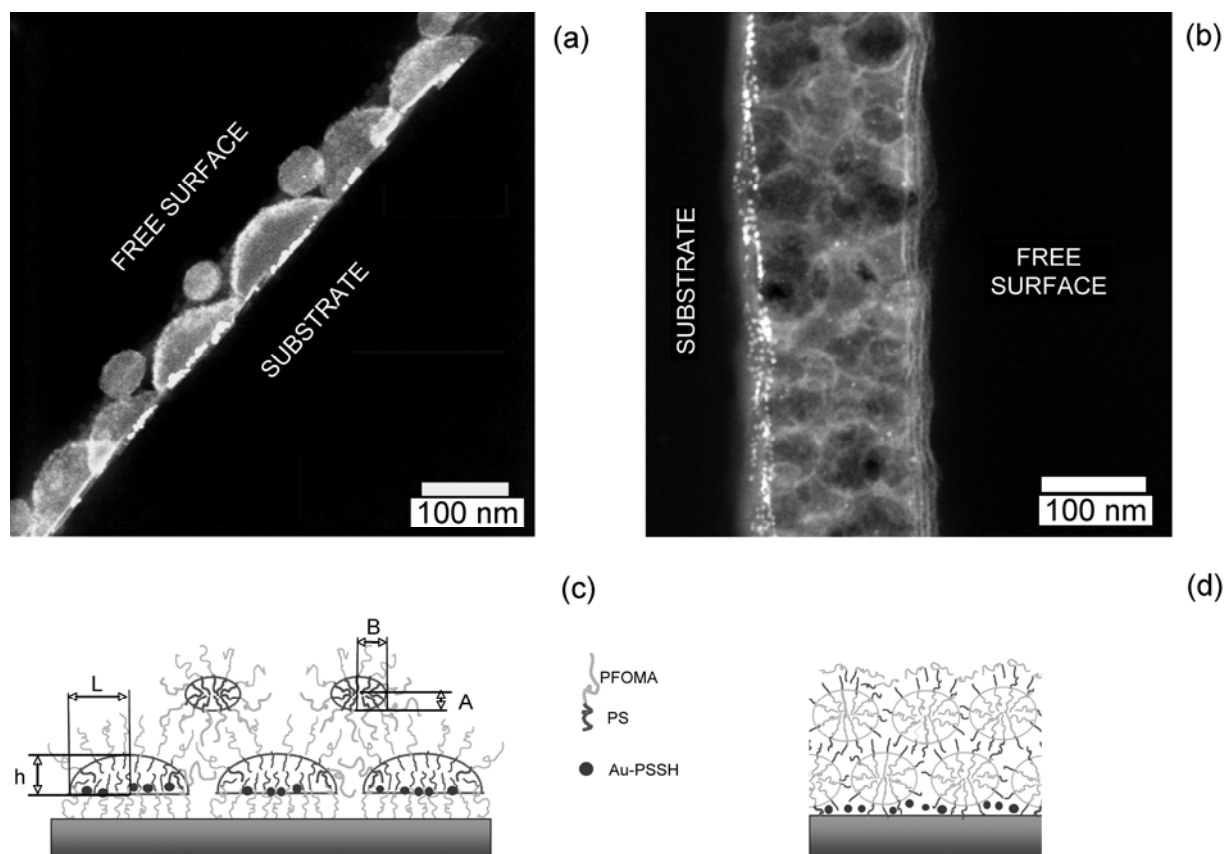 (a)
FREE SURFACE
SUBSTRATE
100 nm
(b)
SUBSTRATE
FREE
SURFACE
100 nm
(c)
B
L
A
h
PFOMA
PS
Au-PSSH
(d)